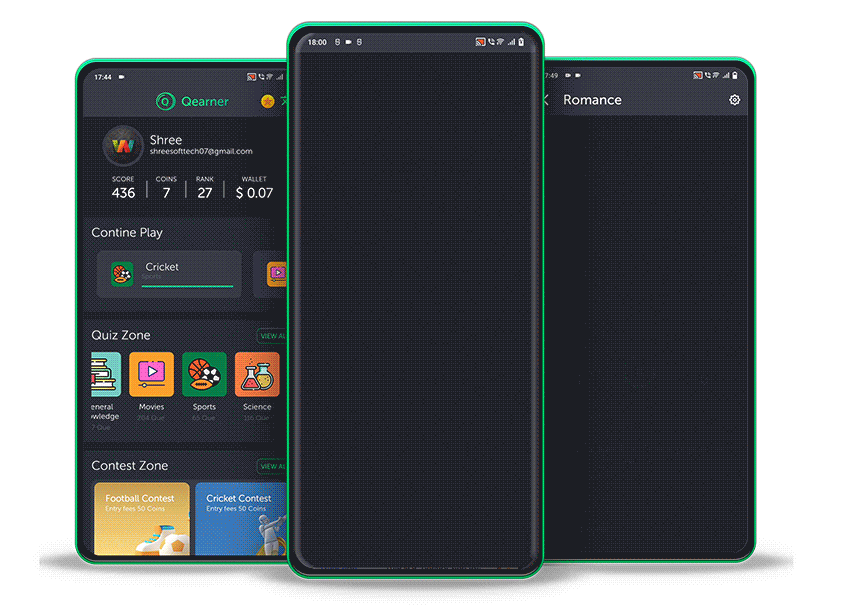 17:44
Qearner
Shree
shreesofttech07@gmail.com
SCORE COINS RANK WALLET
436 7 27 $ 0.07
Contine Play
Cricket
Sports
Quiz Zone
VIEW AL
eneral
wledge
7 Que
Movies
204 Que
Sports
65 Que
Science
116 Que
Contest Zone
VIEW AL
Football Contest
Entry fees 50 Coins
Cricket Contest
Entry fees 50 Coins
18:00
7:49
Romance